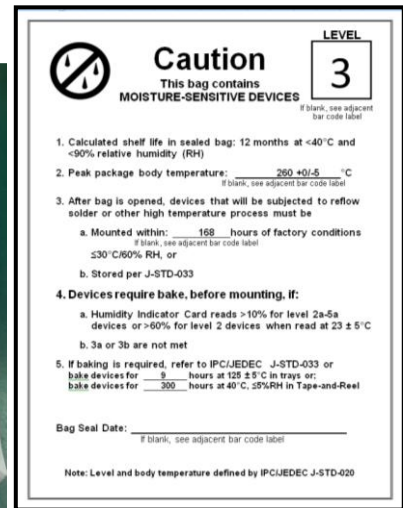 LEVEL
3
If blank, see adjacent
bar code label
Caution
This bag contains
MOISTURE-SENSITIVE DEVICES
1. Calculated shelf life in sealed bag: 12 months at <40°C and
<90% relative humidity (RH)
2. Peak package body temperature: 260 +0/-5 °C
If blank, see adjacent bar code label
3. After bag is opened, devices that will be subjected to reflow
solder or other high temperature process must be
a. Mounted within: 168 hours of factory conditions
If blank, see adjacent bar code label
≤30°C/60% RH, or
b. Stored per J-STD-033
4. Devices require bake, before mounting, if:
a. Humidity Indicator Card reads >10% for level 2a-5a
devices or >60% for level 2 devices when read at 23 ± 5°C
b. 3a or 3b are not met
5. If baking is required, refer to IPC/JEDEC J-STD-033 or
bake devices for 9 hours at 125 ± 5°C in trays or;
bake devices for 300 hours at 40°C, ≤5%RH in Tape-and-Reel
Bag Seal Date:
If blank, see adjacent bar code label
Note: Level and body temperature defined by IPC/JEDEC J-STD-020